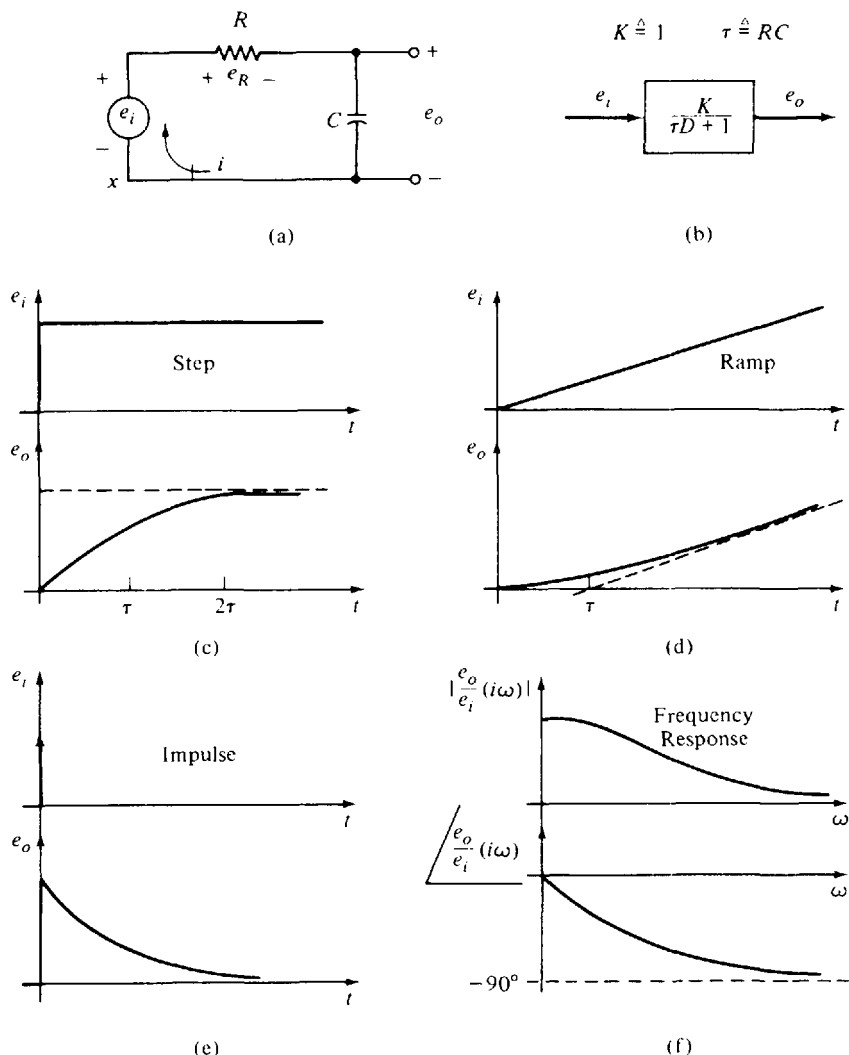 R
+ e_R −
+
e_i
−
x
i
C
+
e_o
−
(a)
K ≜ 1 τ ≜ RC
e_i
K
τD + 1
e_o
(b)
e_i
Step
t
e_o
τ
2τ
t
(c)
e_i
Ramp
t
e_o
τ
t
(d)
e_i
Impulse
t
e_o
t
(e)
|e_o/e_i (iω)|
Frequency
Response
ω
e_o/e_i (iω)
ω
−90°
(f)